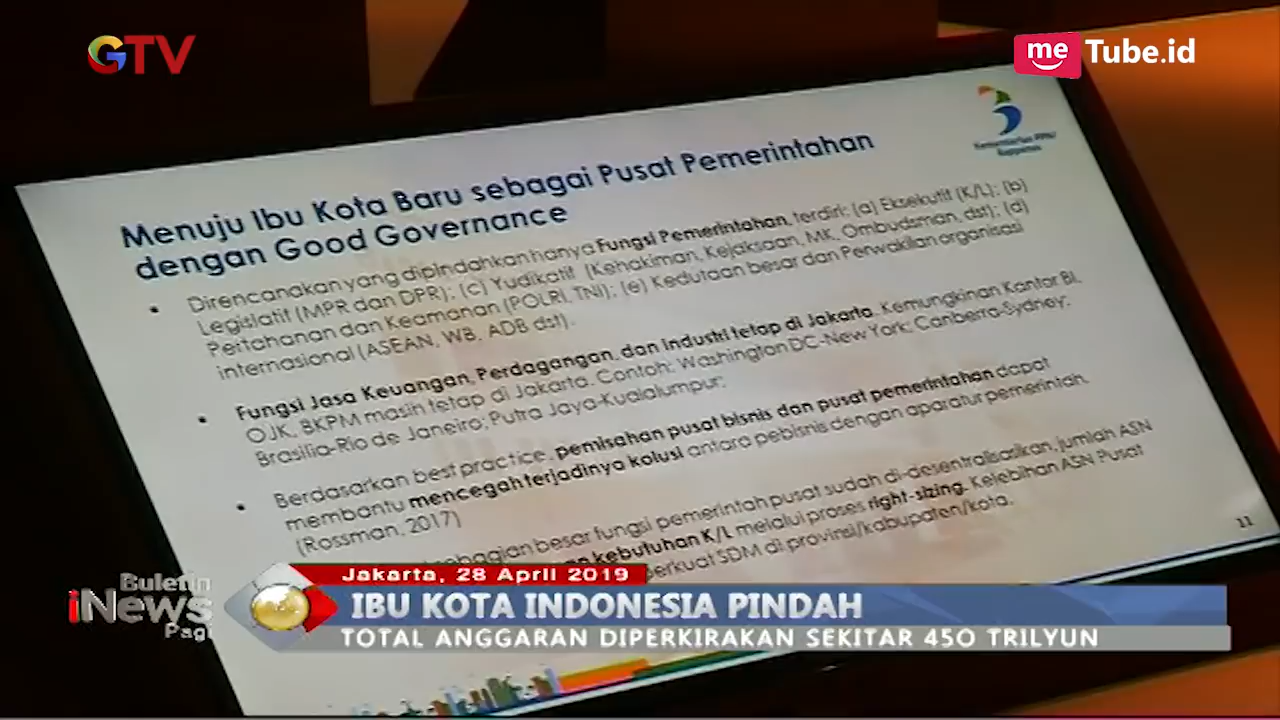 GTV
me Tube.id
Kementerian PPN/
Bappenas
Menuju Ibu Kota Baru sebagai Pusat Pemerintahan
dengan Good Governance
• Direncanakan yang dipindahkan hanya Fungsi Pemerintahan, terdiri: (a) Eksekutif (K/L); (b)
Legislatif (MPR dan DPR); (c) Yudikatif (Kehakiman, Kejaksaan, MK, Ombudsman, dst); (d)
Pertahanan dan Keamanan (POLRI, TNI); (e) Kedutaan besar dan Perwakilan organisasi
internasional (ASEAN, WB, ADB dst).
• Fungsi Jasa Keuangan, Perdagangan, dan Industri tetap di Jakarta. Kemungkinan Kantor BI,
OJK, BKPM masih tetap di Jakarta. Contoh: Washington DC-New York; Canberra-Sydney;
Brasilia-Rio de Janeiro; Putra Jaya-Kualalumpur;
• Berdasarkan best practice, pemisahan pusat bisnis dan pusat pemerintahan dapat
membantu mencegah terjadinya kolusi antara pebisnis dengan aparatur pemerintah.
(Rossman, 2017)
sebagian besar fungsi pemerintah pusat sudah di-desentralisasikan, jumlah ASN
kebutuhan K/L melalui proses right-sizing. Kelebihan ASN Pusat
perkuat SDM di provinsi/kabupaten/kota.
11
Buletin
iNews
Pagi
Jakarta, 28 April 2019
IBU KOTA INDONESIA PINDAH
TOTAL ANGGARAN DIPERKIRAKAN SEKITAR 450 TRILYUN